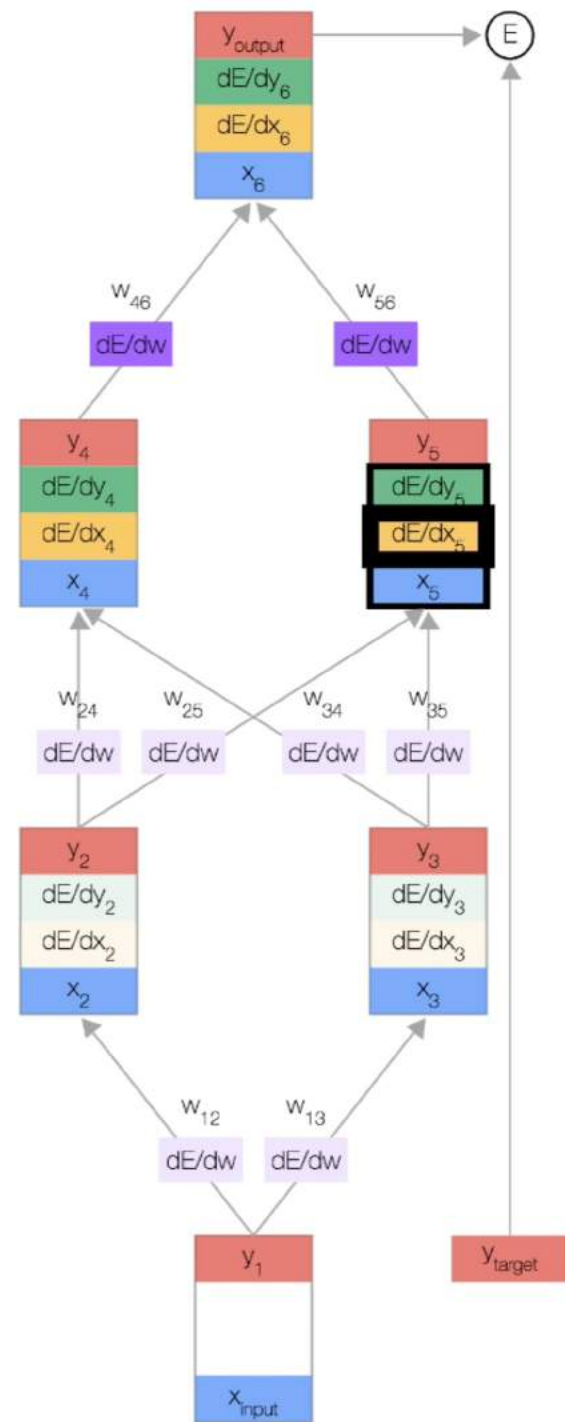 y_output E
dE/dy_6
dE/dx_6
x_6
w_46 w_56
dE/dw dE/dw
y_4 y_5
dE/dy_4 dE/dy_5
dE/dx_4 dE/dx_5
x_4 x_5
w_24 w_25 w_34 w_35
dE/dw dE/dw dE/dw dE/dw
y_2 y_3
dE/dy_2 dE/dy_3
dE/dx_2 dE/dx_3
x_2 x_3
w_12 w_13
dE/dw dE/dw
y_1 y_target
x_input